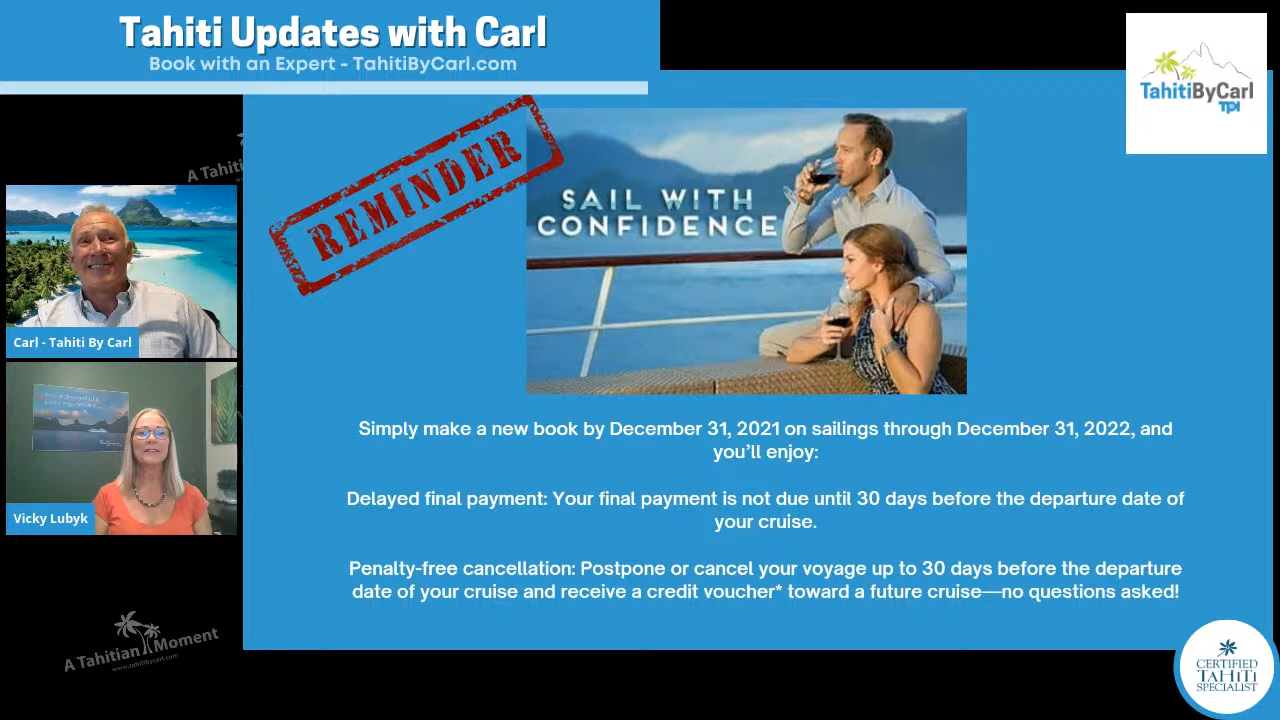 Tahiti Updates with Carl
Book with an Expert - TahitiByCarl.com
TahitiByCarl
TPI
A Tahiti
REMINDER
SAIL WITH
CONFIDENCE
Carl - Tahiti By Carl
Vicky Lubyk
Simply make a new book by December 31, 2021 on sailings through December 31, 2022, and
you’ll enjoy:
Delayed final payment: Your final payment is not due until 30 days before the departure date of
your cruise.
Penalty-free cancellation: Postpone or cancel your voyage up to 30 days before the departure
date of your cruise and receive a credit voucher* toward a future cruise—no questions asked!
A Tahitian Moment
www.tahitibycarl.com
CERTIFIED
TAHITI
SPECIALIST